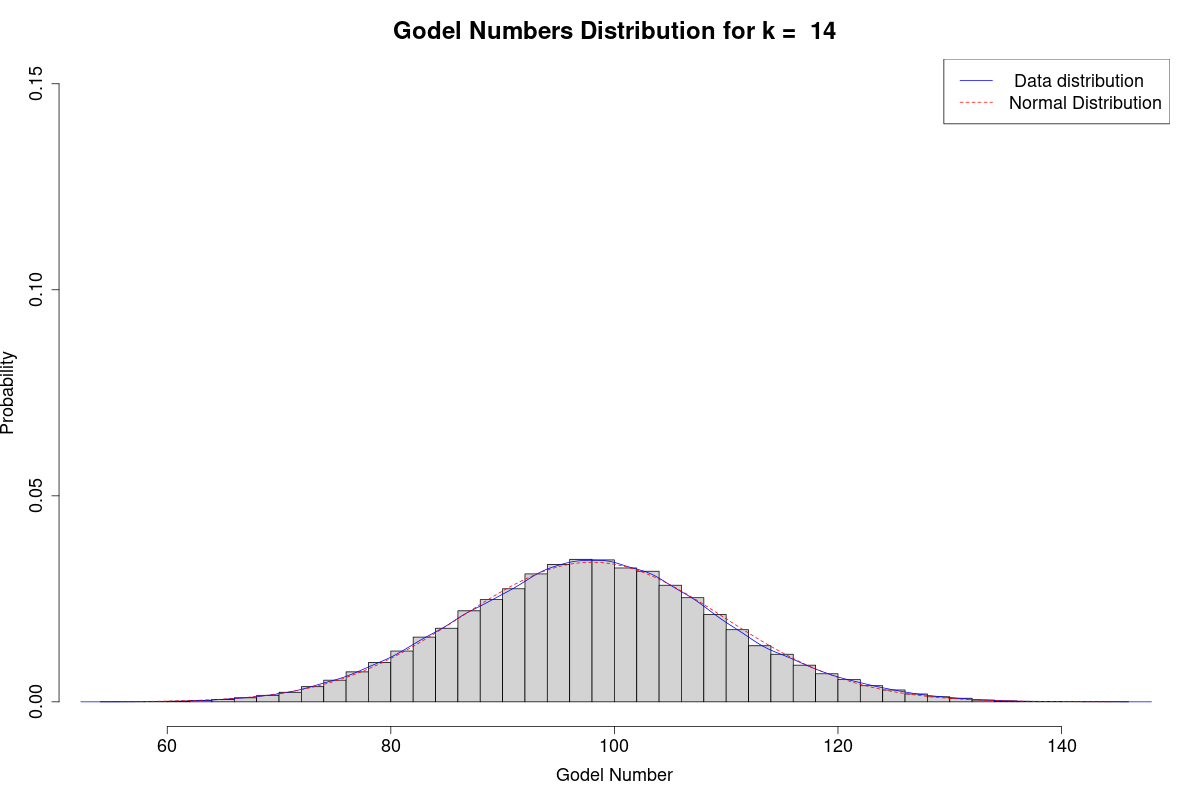 Godel Numbers Distribution for k = 14
Data distribution
Normal Distribution
Probability
0.15
0.10
0.05
0.00
60 80 100 120 140
Godel Number